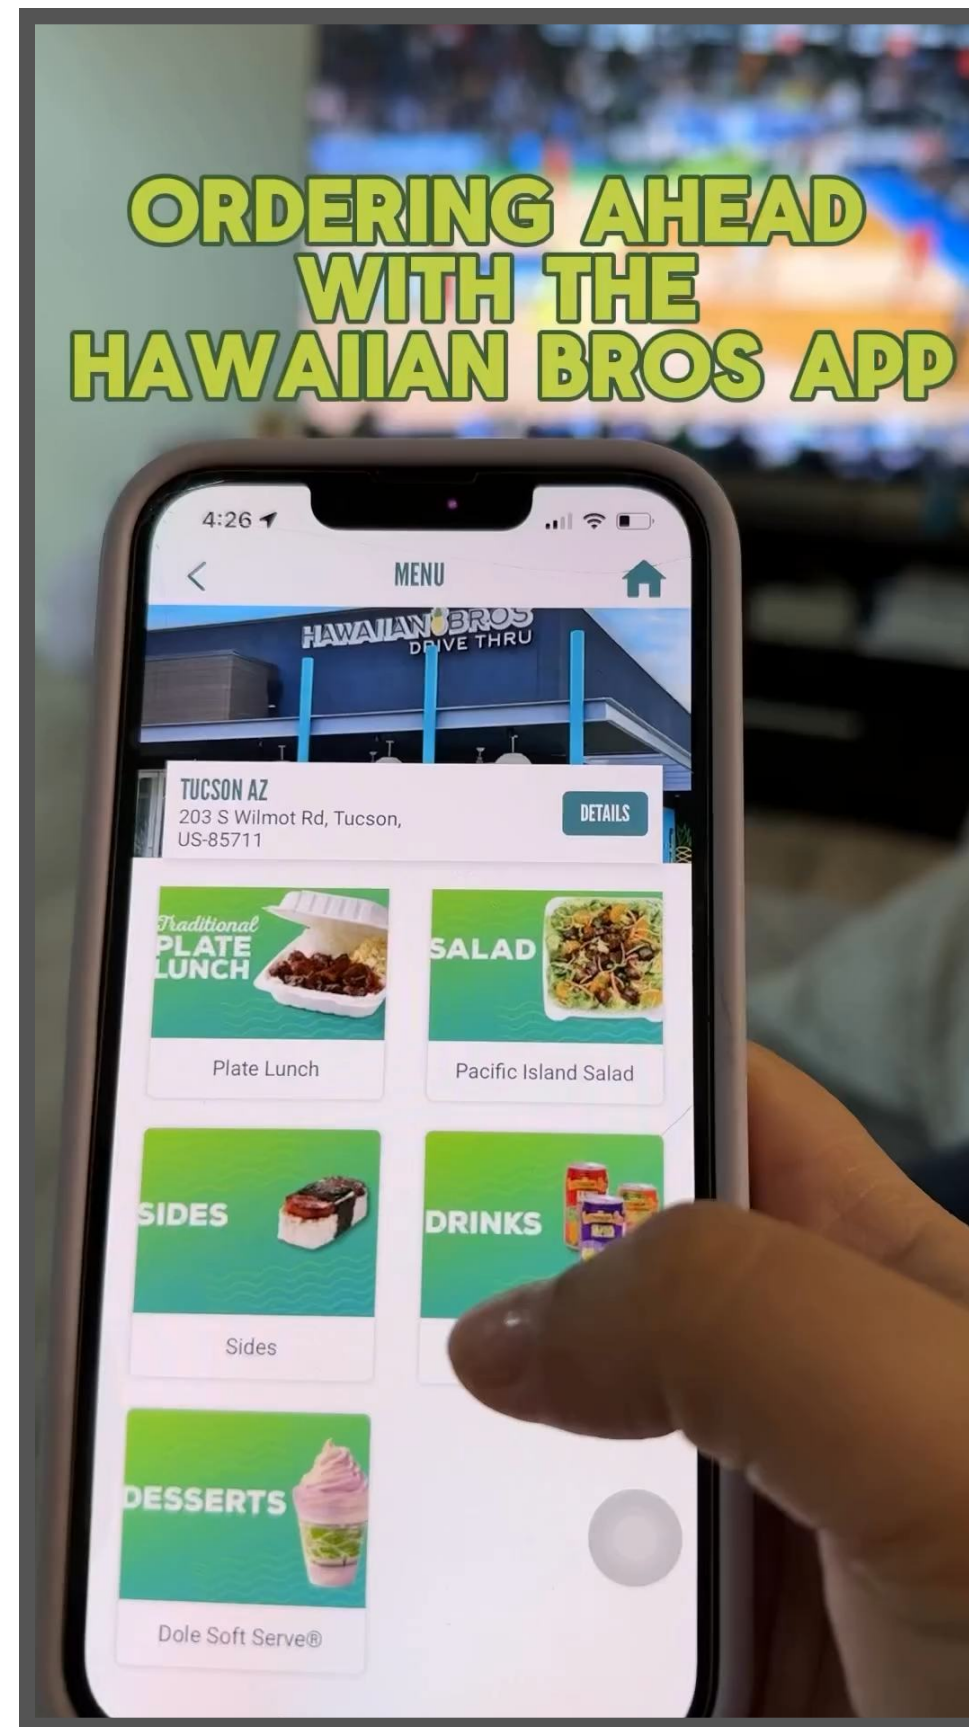 ORDERING AHEAD
WITH THE
HAWAIIAN BROS APP
4:26
MENU
HAWAIIAN BROS
DRIVE THRU
TUCSON AZ
203 S Wilmot Rd, Tucson,
US-85711
DETAILS
Traditional
PLATE
LUNCH
SALAD
Plate Lunch
Pacific Island Salad
SIDES
DRINKS
Sides
DESSERTS
Dole Soft Serve®